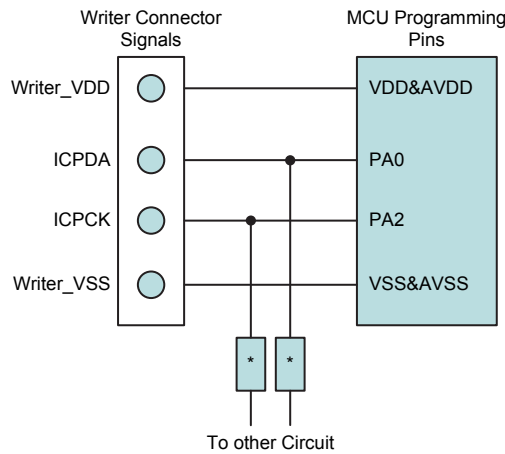 Writer Connector
Signals
MCU Programming
Pins
Writer_VDD
VDD&AVDD
ICPDA
PA0
ICPCK
PA2
Writer_VSS
VSS&AVSS
*
*
To other Circuit